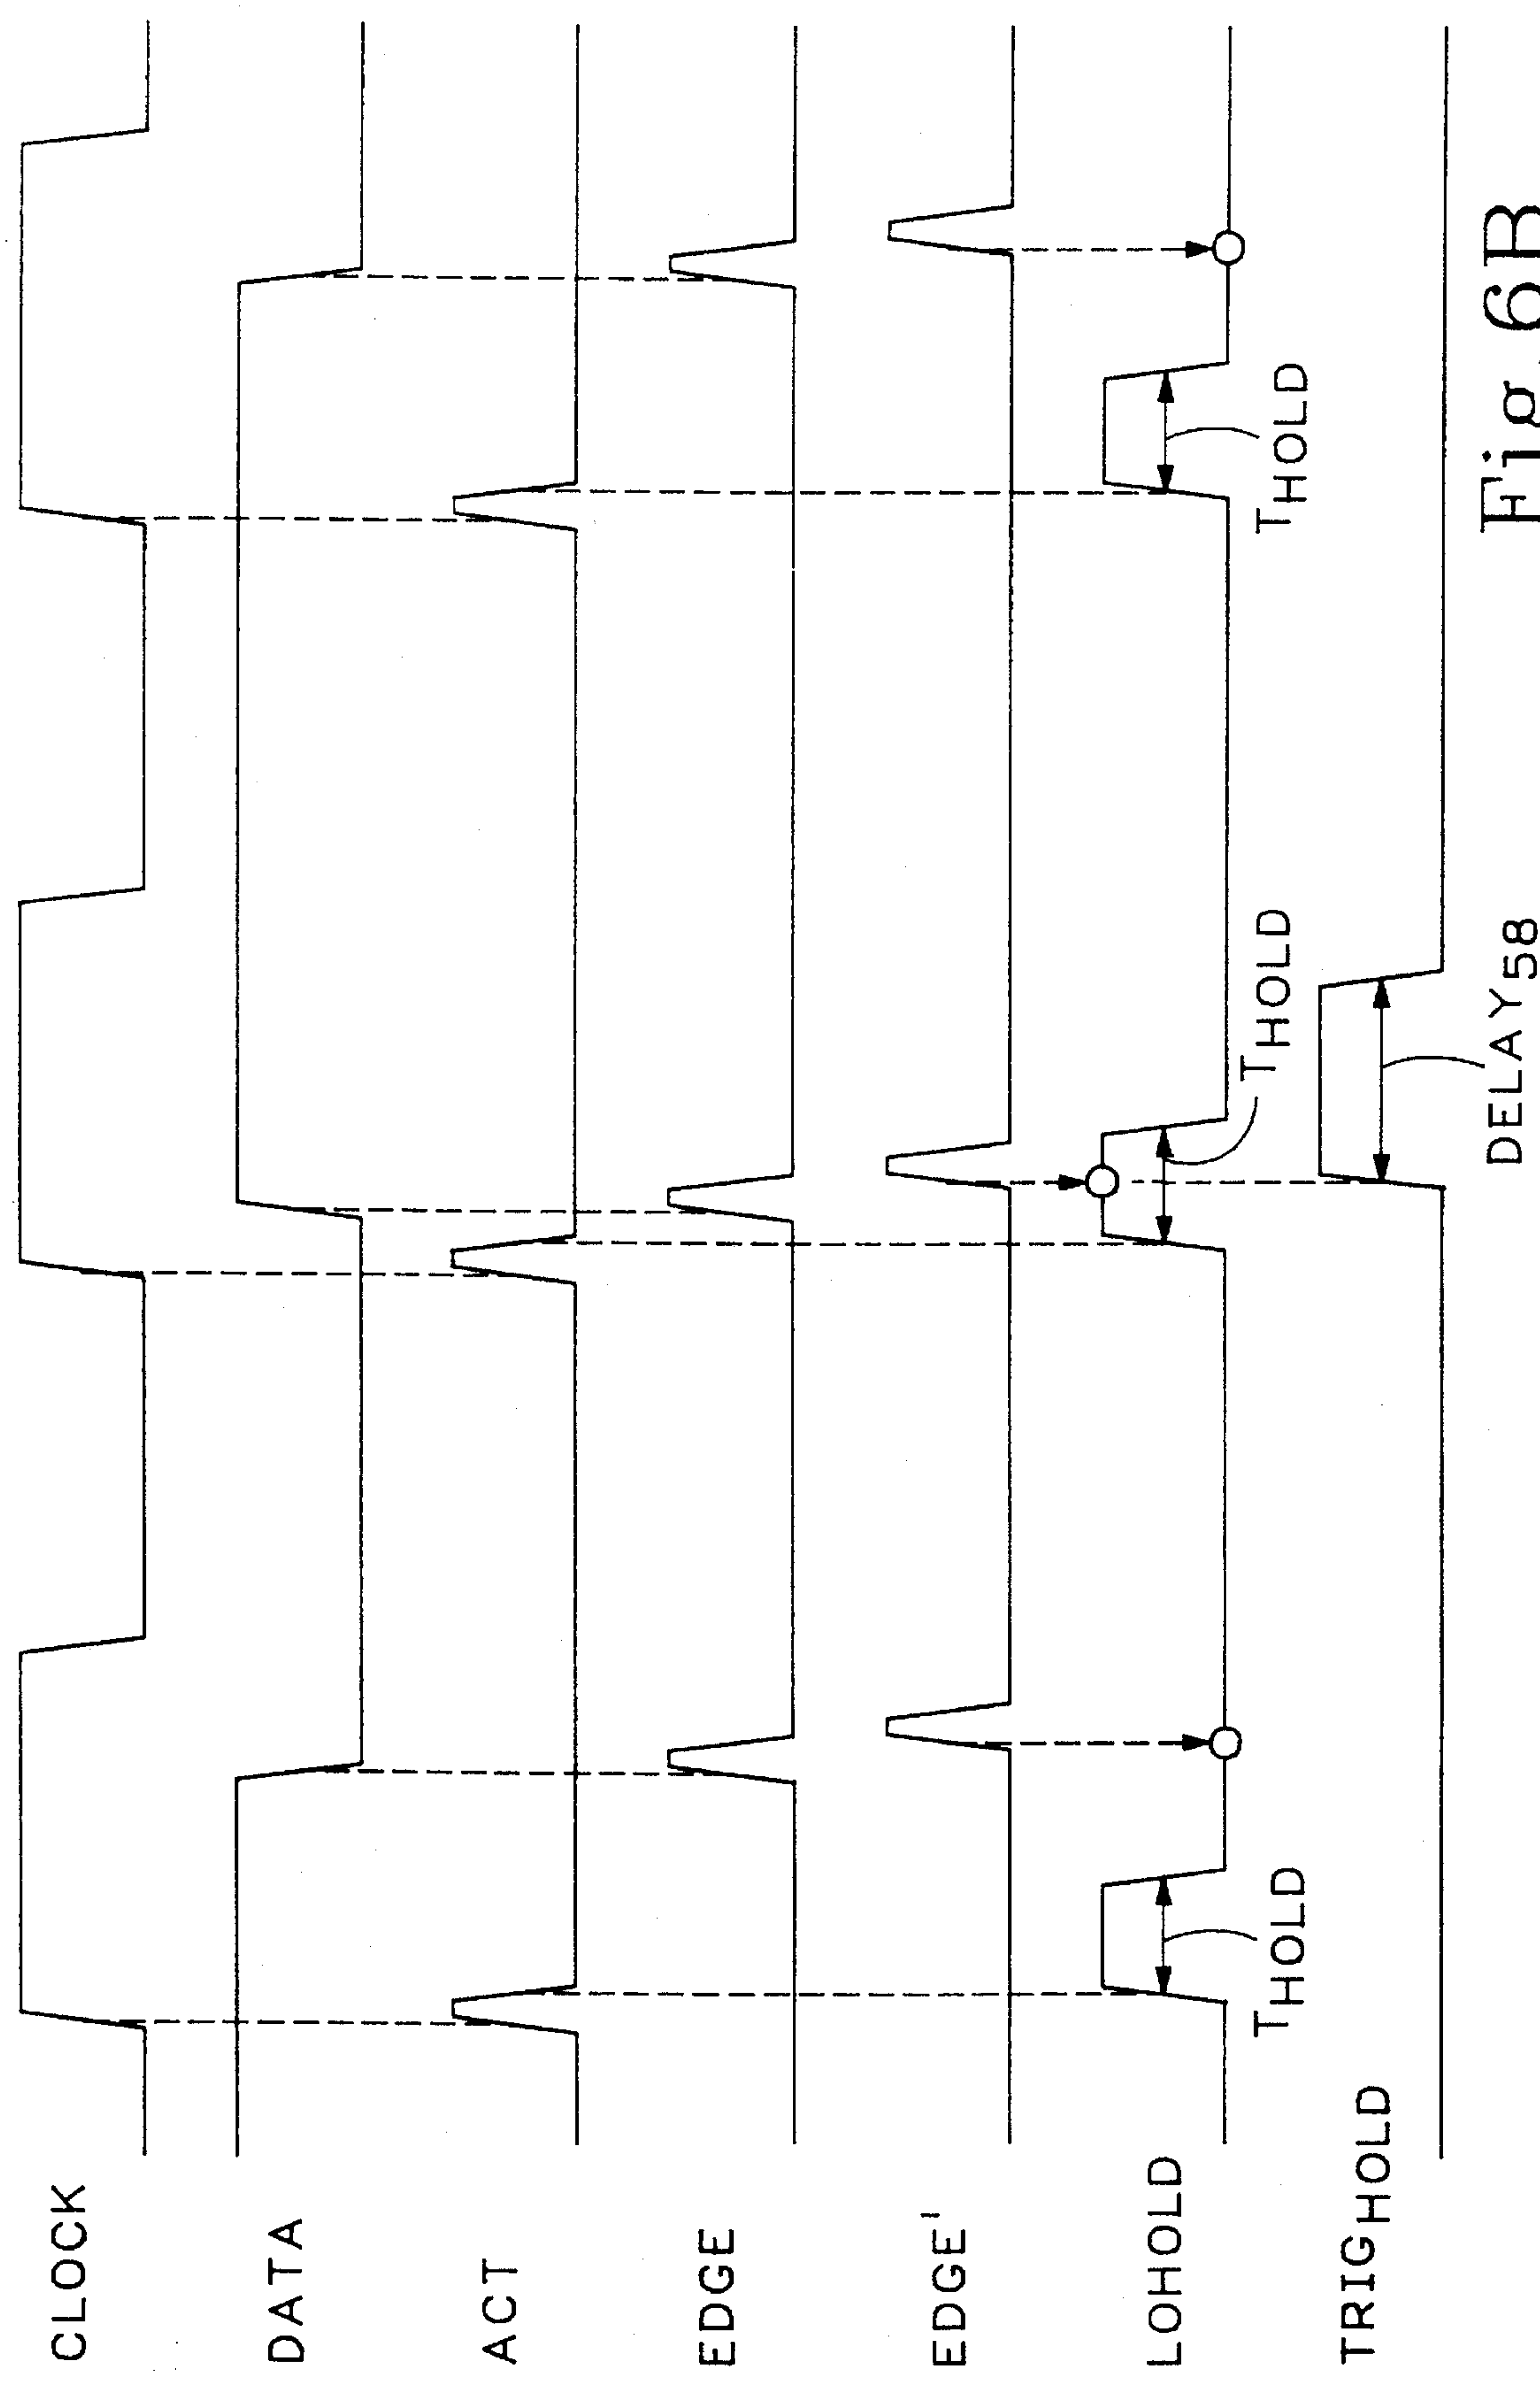 CLOCK
DATA
ACT
EDGE
EDGE'
LOHOLD
THOLD
THOLD
THOLD
TRIGHOLD
DELAY58
Fig. 6B